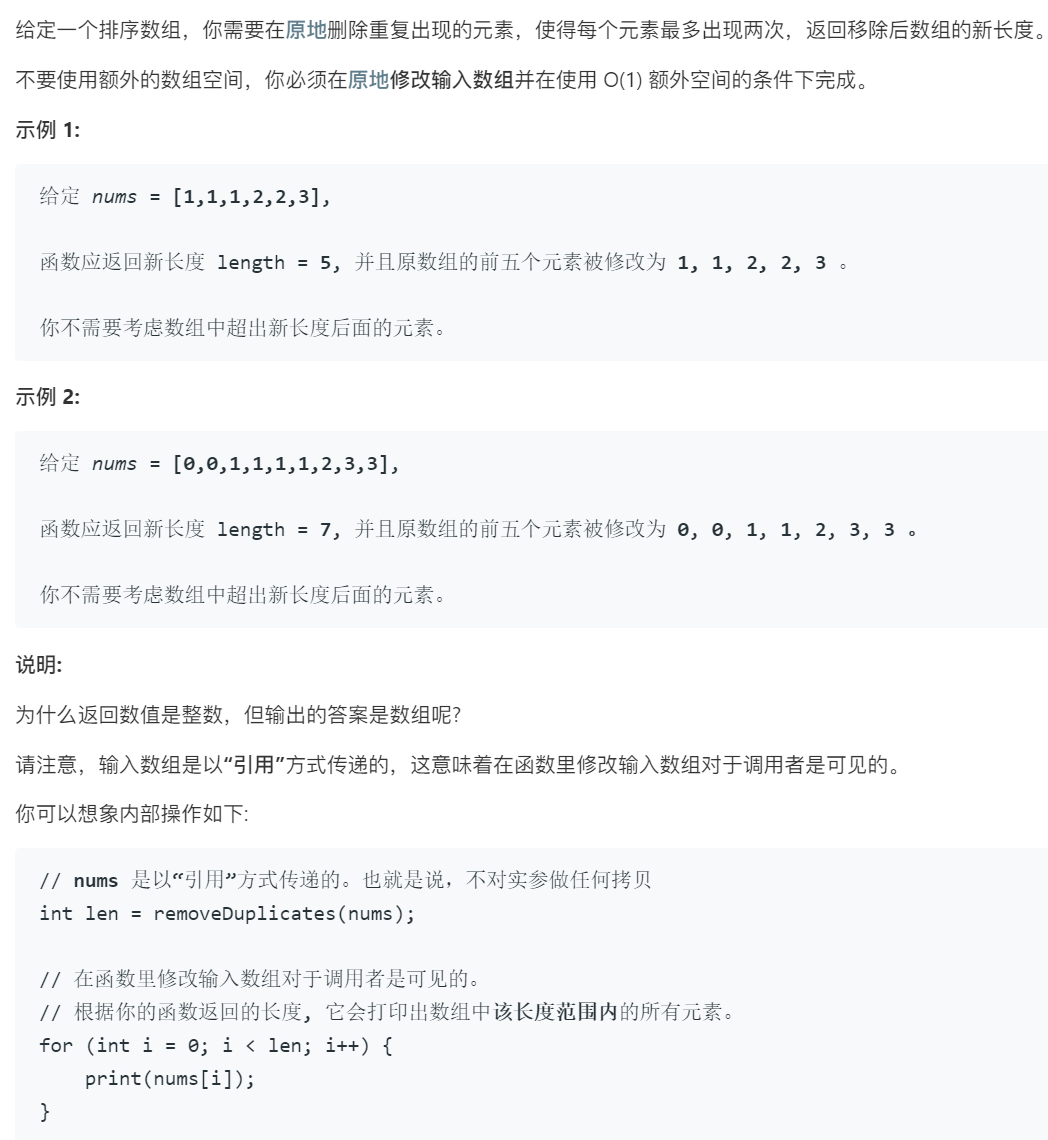 给定一个排序数组，你需要在原地删除重复出现的元素，使得每个元素最多出现两次，返回移除后数组的新长度。
不要使用额外的数组空间，你必须在原地修改输入数组并在使用 O(1) 额外空间的条件下完成。
示例 1:
给定 nums = [1,1,1,2,2,3],
函数应返回新长度 length = 5, 并且原数组的前五个元素被修改为 1, 1, 2, 2, 3 。
你不需要考虑数组中超出新长度后面的元素。
示例 2:
给定 nums = [0,0,1,1,1,1,2,3,3],
函数应返回新长度 length = 7, 并且原数组的前五个元素被修改为 0, 0, 1, 1, 2, 3, 3 。
你不需要考虑数组中超出新长度后面的元素。
说明:
为什么返回数值是整数，但输出的答案是数组呢?
请注意，输入数组是以“引用”方式传递的，这意味着在函数里修改输入数组对于调用者是可见的。
你可以想象内部操作如下:
// nums 是以“引用”方式传递的。也就是说，不对实参做任何拷贝
int len = removeDuplicates(nums);
// 在函数里修改输入数组对于调用者是可见的。
// 根据你的函数返回的长度, 它会打印出数组中该长度范围内的所有元素。
for (int i = 0; i < len; i++) {
    print(nums[i]);
}